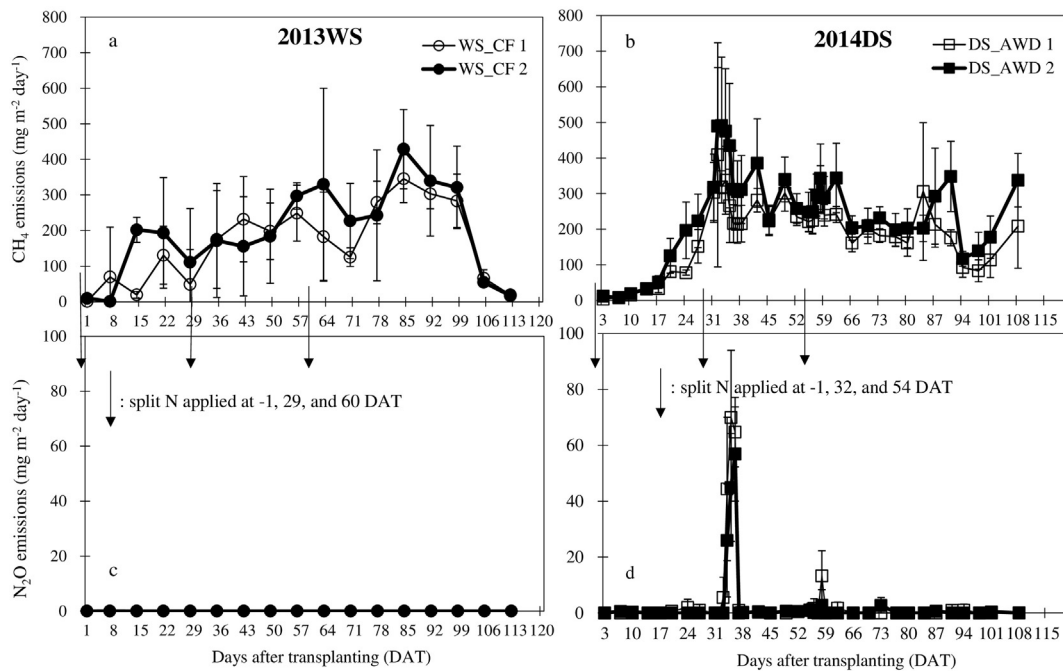 2013WS
2014DS
a
b
WS_CF 1
WS_CF 2
DS_AWD 1
DS_AWD 2
CH4 emissions (mg m-2 day-1)
800
700
600
500
400
300
200
100
0
1 8 15 22 29 36 43 50 57 64 71 78 85 92 99 106 113 120
800
700
600
500
400
300
200
100
0
3 10 17 24 31 38 45 52 59 66 73 80 87 94 101 108 115
: split N applied at -1, 29, and 60 DAT
: split N applied at -1, 32, and 54 DAT
N2O emissions (mg m-2 day-1)
100
80
60
40
20
0
c
1 8 15 22 29 36 43 50 57 64 71 78 85 92 99 106 113 120
Days after transplanting (DAT)
100
80
60
40
20
0
d
3 10 17 24 31 38 45 52 59 66 73 80 87 94 101 108 115
Days after transplanting (DAT)